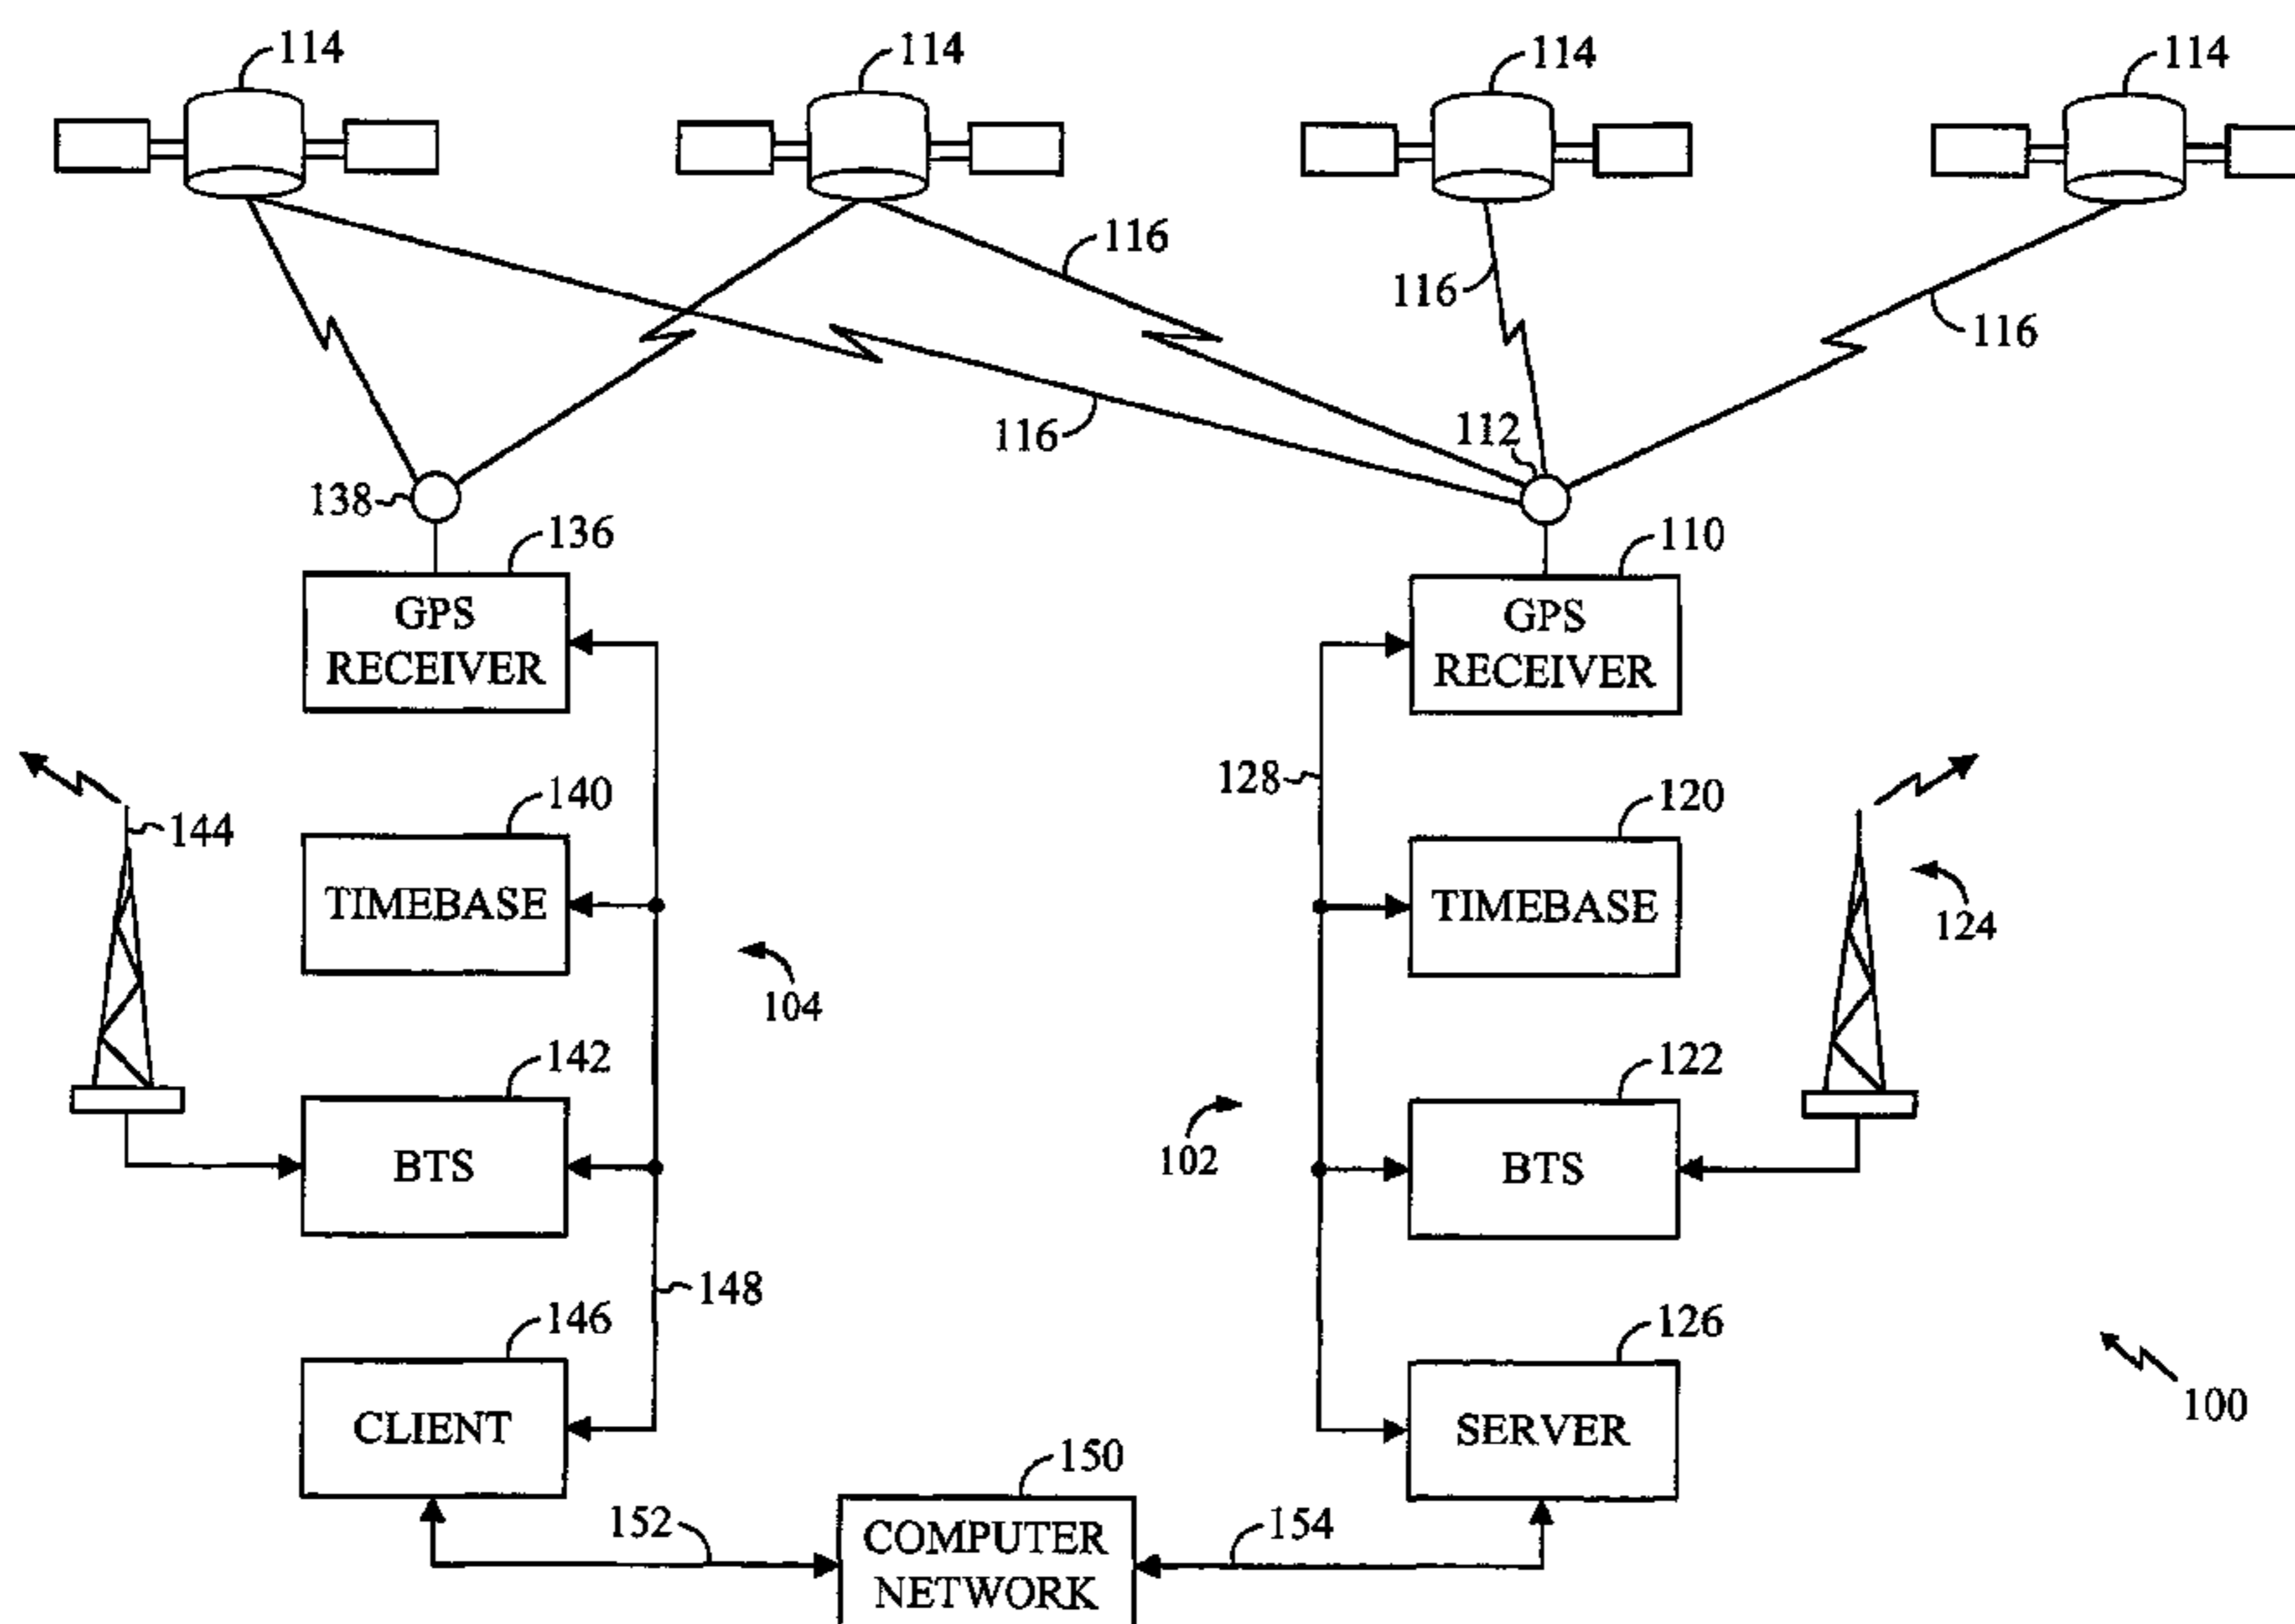 114
114
114
114
116
116
116
116
112
138
136
110
GPS
RECEIVER
GPS
RECEIVER
128
140
120
144
TIMEBASE
TIMEBASE
124
104
142
122
BTS
102
BTS
148
146
126
CLIENT
SERVER
100
150
152
COMPUTER
NETWORK
154